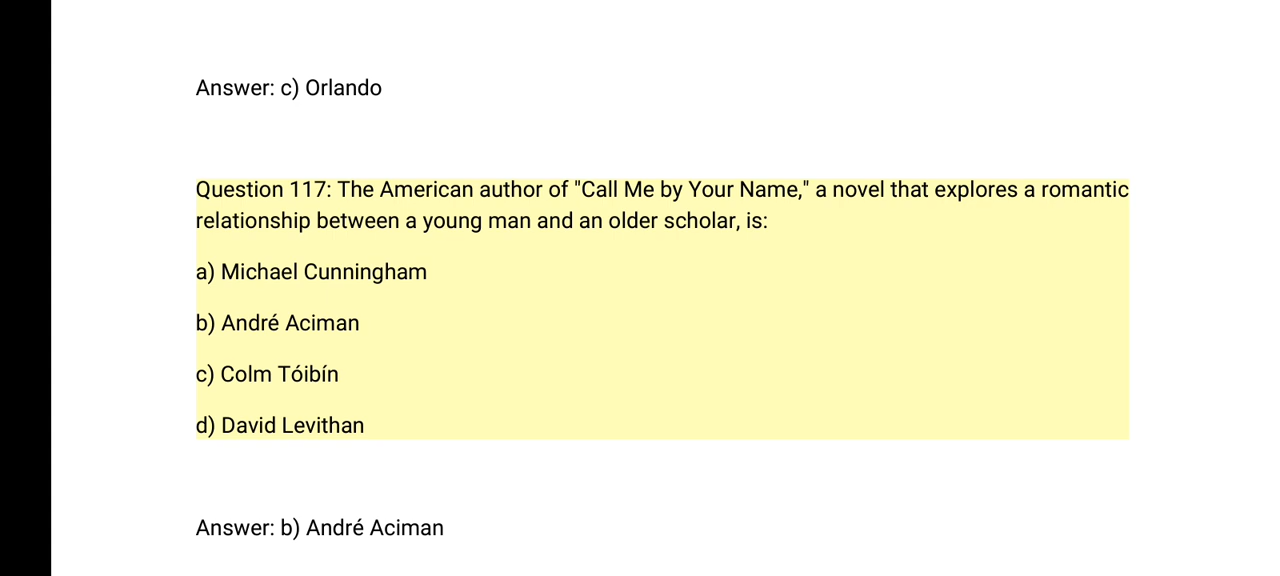 Answer: c) Orlando
Question 117: The American author of "Call Me by Your Name," a novel that explores a romantic
relationship between a young man and an older scholar, is:
a) Michael Cunningham
b) André Aciman
c) Colm Tóibín
d) David Levithan
Answer: b) André Aciman